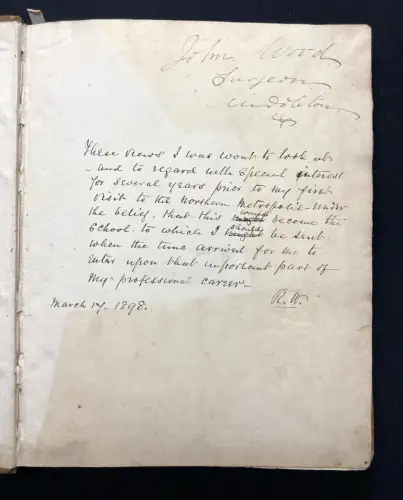 John Wood
Surgeon
Middleton
These views I was wont to look at
- and to regard with special interest
for several years prior to my first
visit to the Northern Metropolis - under
the belief that this would become the
School to which I should be sent
when the time arrived for me to
enter upon that important part of
my professional career -
R. W.
March 17. 1898.